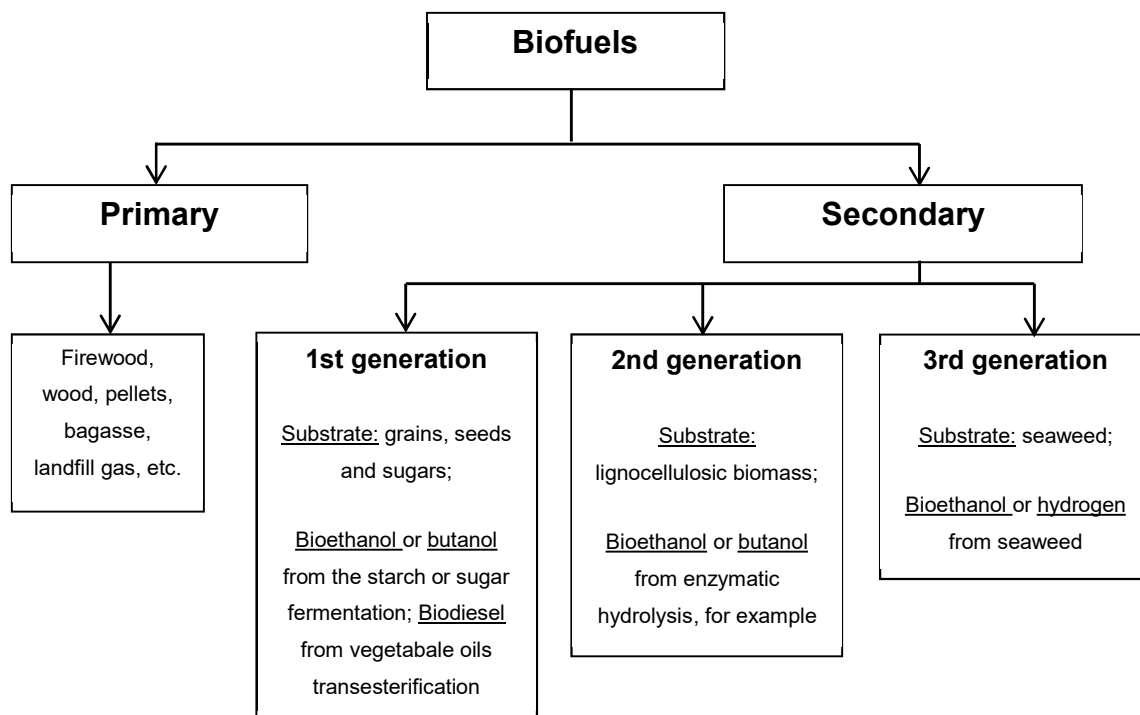 Biofuels
Primary
Secondary
Firewood,
wood, pellets,
bagasse,
landfill gas, etc.
1st generation
Substrate: grains, seeds
and sugars;
Bioethanol or butanol
from the starch or sugar
fermentation; Biodiesel
from vegetabale oils
transesterification
2nd generation
Substrate:
lignocellulosic biomass;
Bioethanol or butanol
from enzymatic
hydrolysis, for example
3rd generation
Substrate: seaweed;
Bioethanol or hydrogen
from seaweed